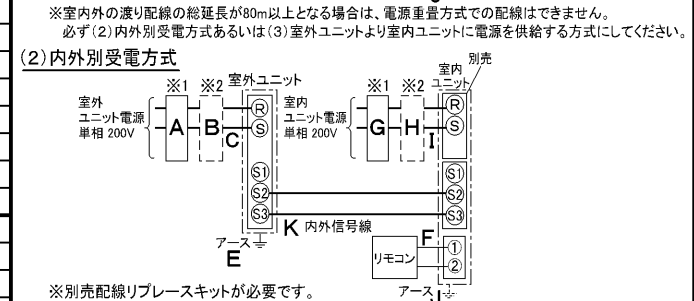 ※室内外の渡り配線の総延長が80m以上となる場合は、電源重畳方式での配線はできません。
必ず(2)内外別受電方式あるいは(3)室外ユニットより室内ユニットに電源を供給する方式にしてください。
(2)内外別受電方式
別売
※1 ※2 室外ユニット ※1 ※2 室内ユニット
室外
ユニット電源
単相 200V
A B C
R
S
室内
ユニット電源
単相 200V
G H I
R
S
S1
S2
S3
S1
S2
S3
K 内外信号線
アース
E
リモコン
F
①
②
アース
J
※別売配線リプレースキットが必要です。